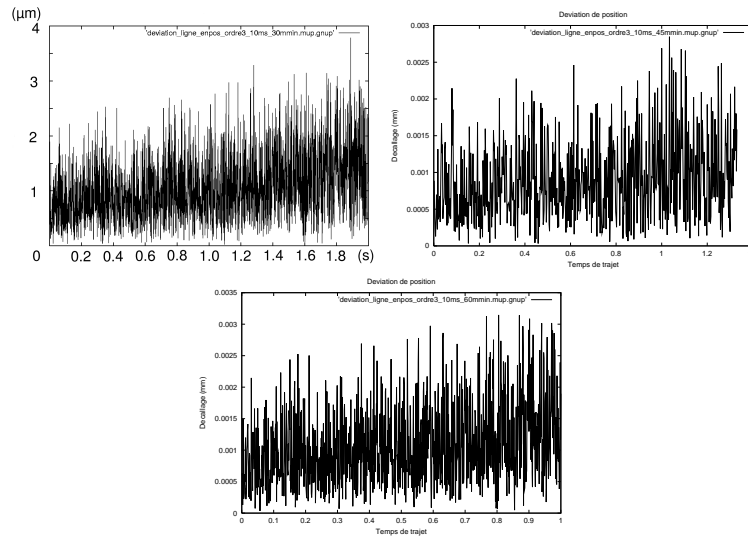 (μm)
'deviation_ligne_enpos_ordre3_10ms_30mmin.mup.gnup'
4
3
2
1
0
0.2 0.4 0.6 0.8 1.0 1.2 1.4 1.6 1.8 (s)
Deviation de position
'deviation_ligne_enpos_ordre3_10ms_45mmin.mup.gnup'
Decallage (mm)
0.003
0.0025
0.002
0.0015
0.001
0.0005
0
0 0.2 0.4 0.6 0.8 1 1.2
Temps de trajet
Deviation de position
'deviation_ligne_enpos_ordre3_10ms_60mmin.mup.gnup'
Decallage (mm)
0.0035
0.003
0.0025
0.002
0.0015
0.001
0.0005
0
0 0.1 0.2 0.3 0.4 0.5 0.6 0.7 0.8 0.9 1
Temps de trajet